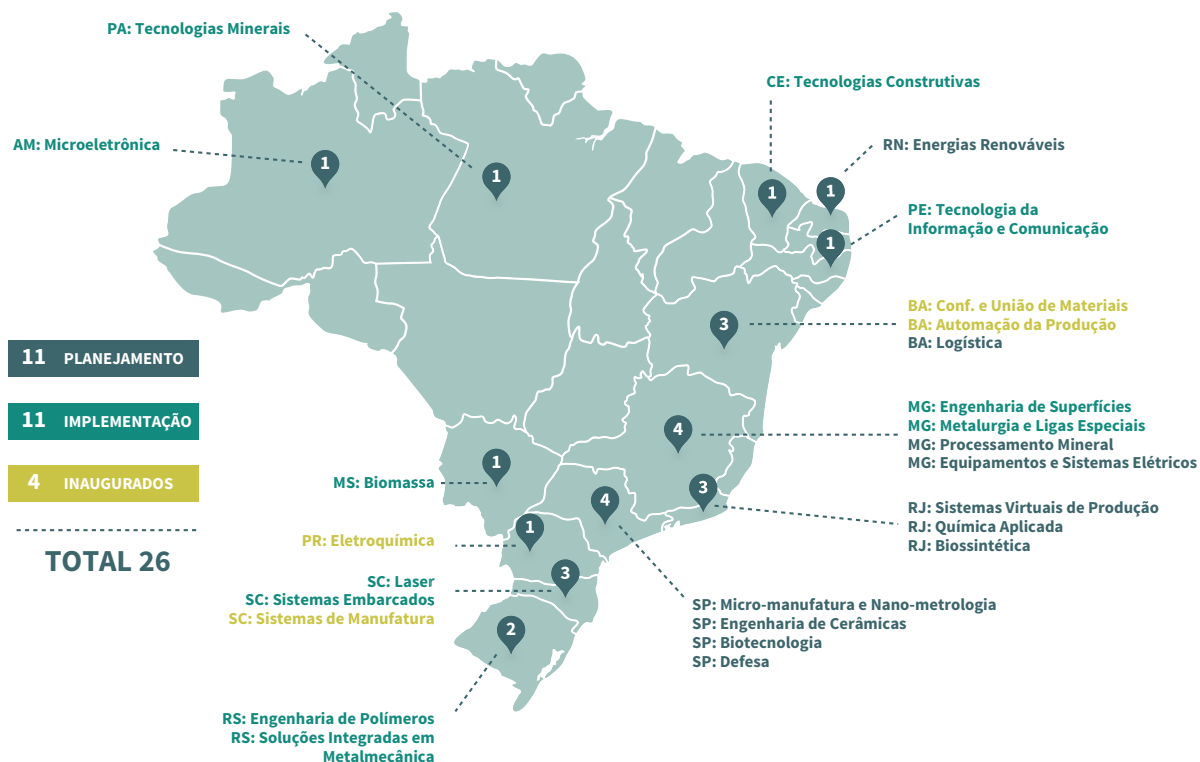 PA: Tecnologias Minerais
CE: Tecnologias Construtivas
AM: Microeletrônica
RN: Energias Renováveis
1
1
1
1
PE: Tecnologia da
Informação e Comunicação
1
BA: Conf. e União de Materiais
BA: Automação da Produção
BA: Logística
3
11 PLANEJAMENTO
11 IMPLEMENTAÇÃO
4 INAUGURADOS
TOTAL 26
MG: Engenharia de Superfícies
MG: Metalurgia e Ligas Especiais
MG: Processamento Mineral
MG: Equipamentos e Sistemas Elétricos
4
MS: Biomassa
1
3
4
RJ: Sistemas Virtuais de Produção
RJ: Química Aplicada
RJ: Biossintética
PR: Eletroquímica
1
SC: Laser
SC: Sistemas Embarcados
SC: Sistemas de Manufatura
3
SP: Micro-manufatura e Nano-metrologia
SP: Engenharia de Cerâmicas
SP: Biotecnologia
SP: Defesa
2
RS: Engenharia de Polímeros
RS: Soluções Integradas em
Metalmecânica